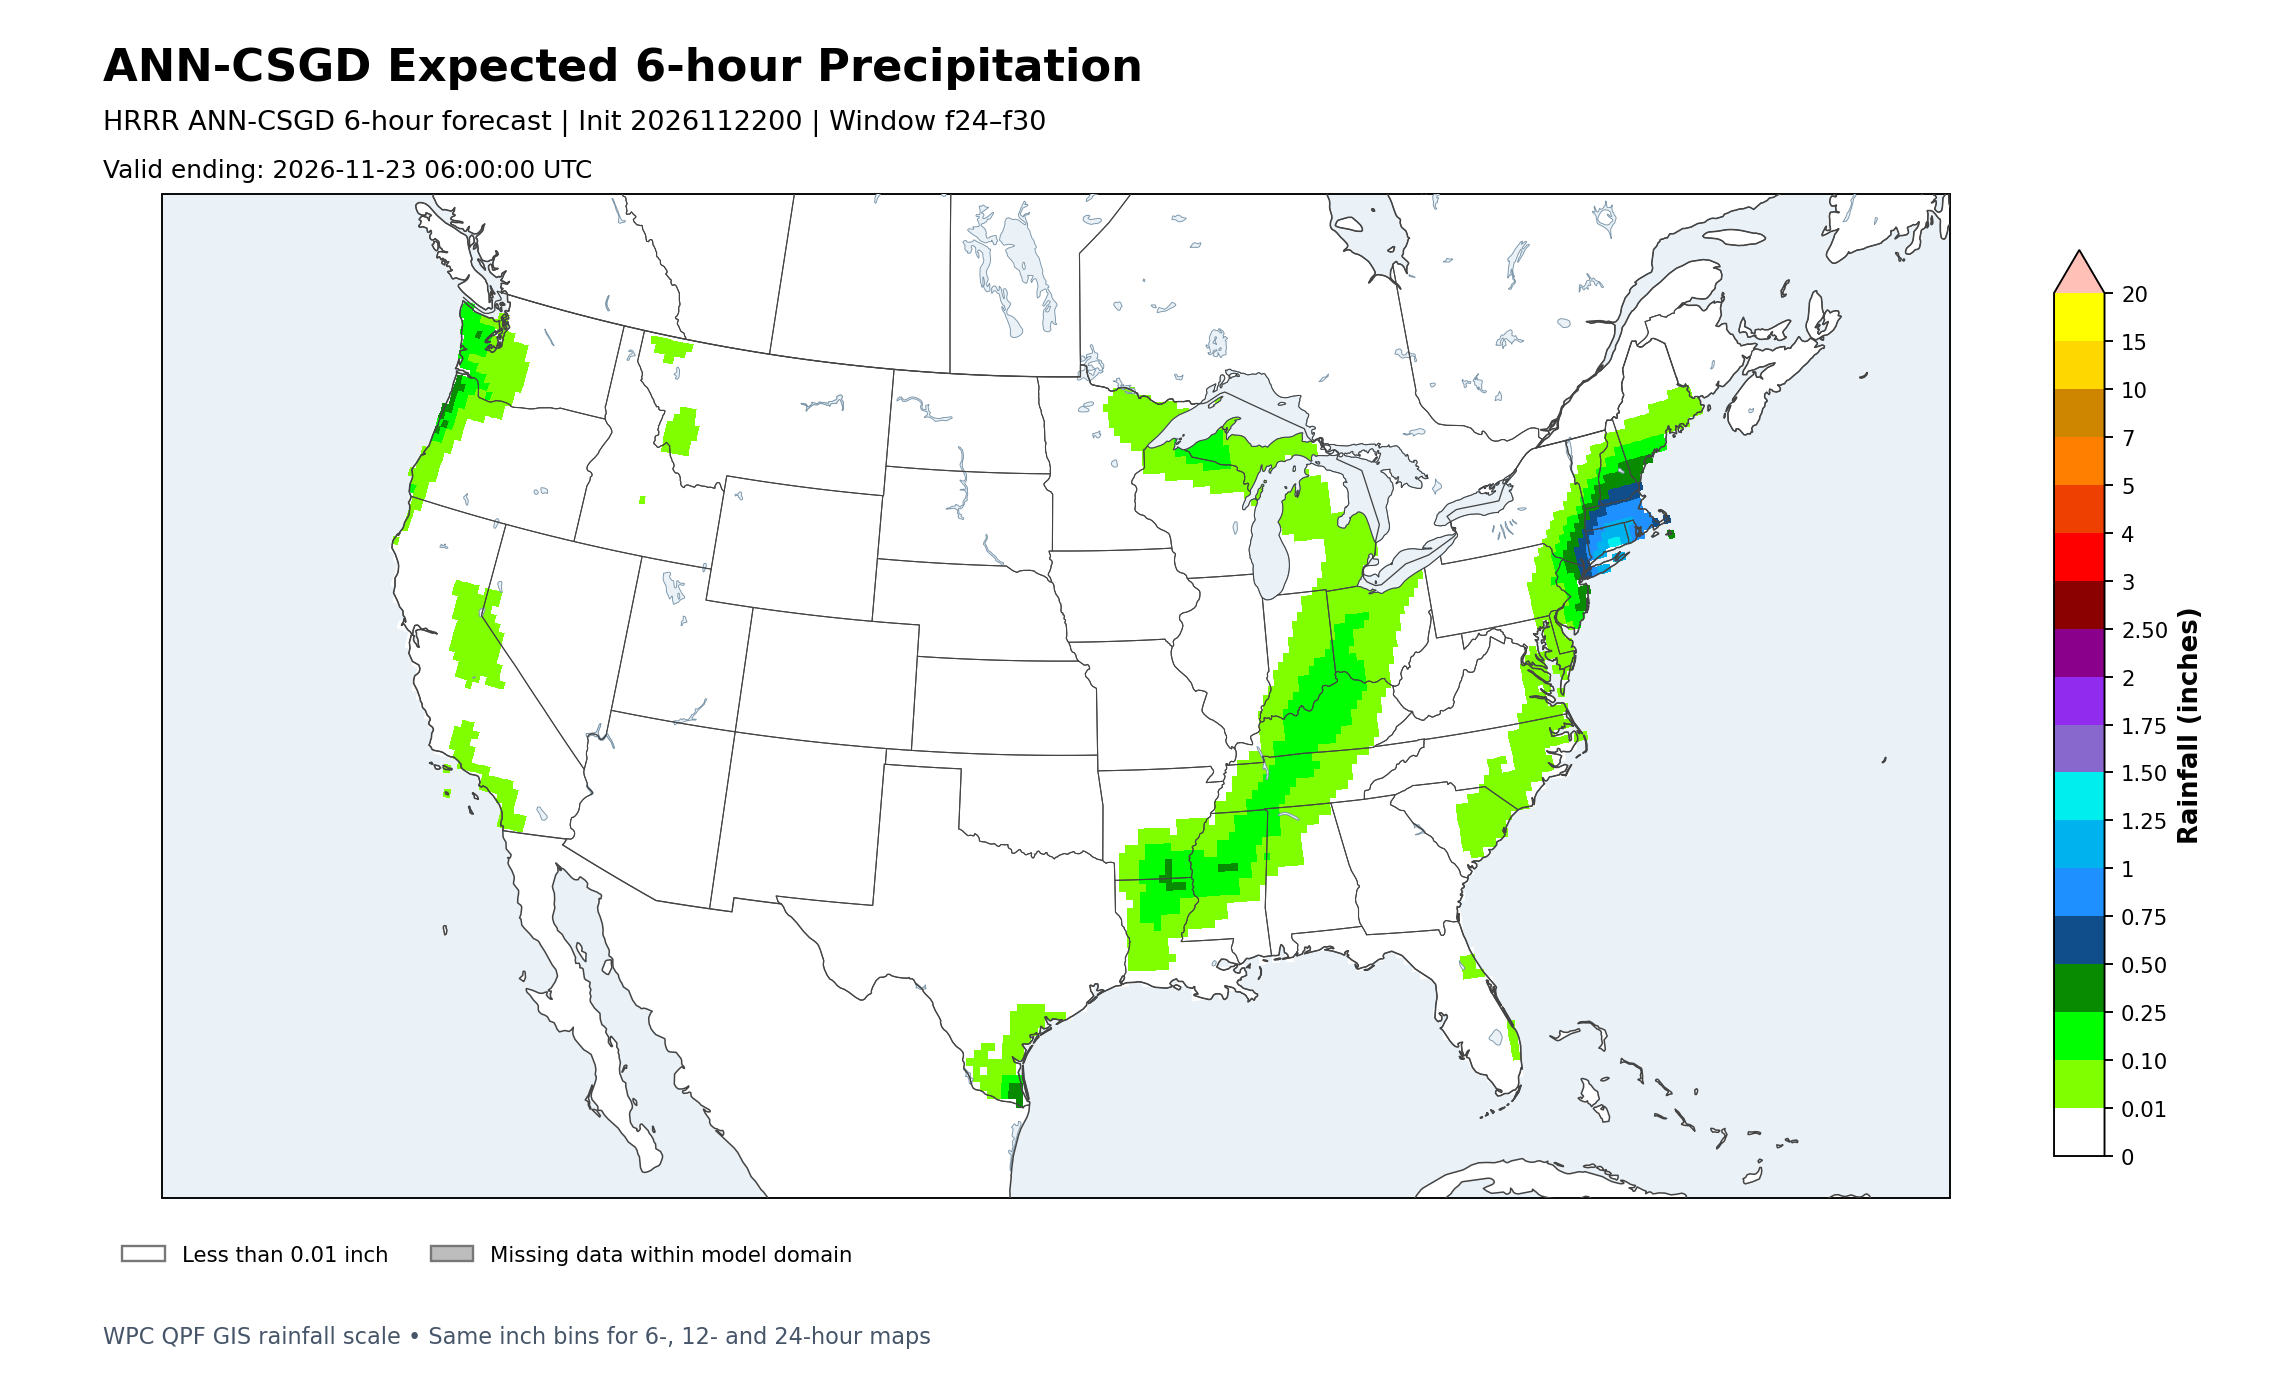 ANN-CSGD Expected 6-hour Precipitation
HRRR ANN-CSGD 6-hour forecast | Init 2026112200 | Window f24–f30
Valid ending: 2026-11-23 06:00:00 UTC
20
15
10
7
5
4
3
2.50
2
1.75
1.50
1.25
1
0.75
0.50
0.25
0.10
0.01
0
Rainfall (inches)
Less than 0.01 inch
Missing data within model domain
WPC QPF GIS rainfall scale • Same inch bins for 6-, 12- and 24-hour maps